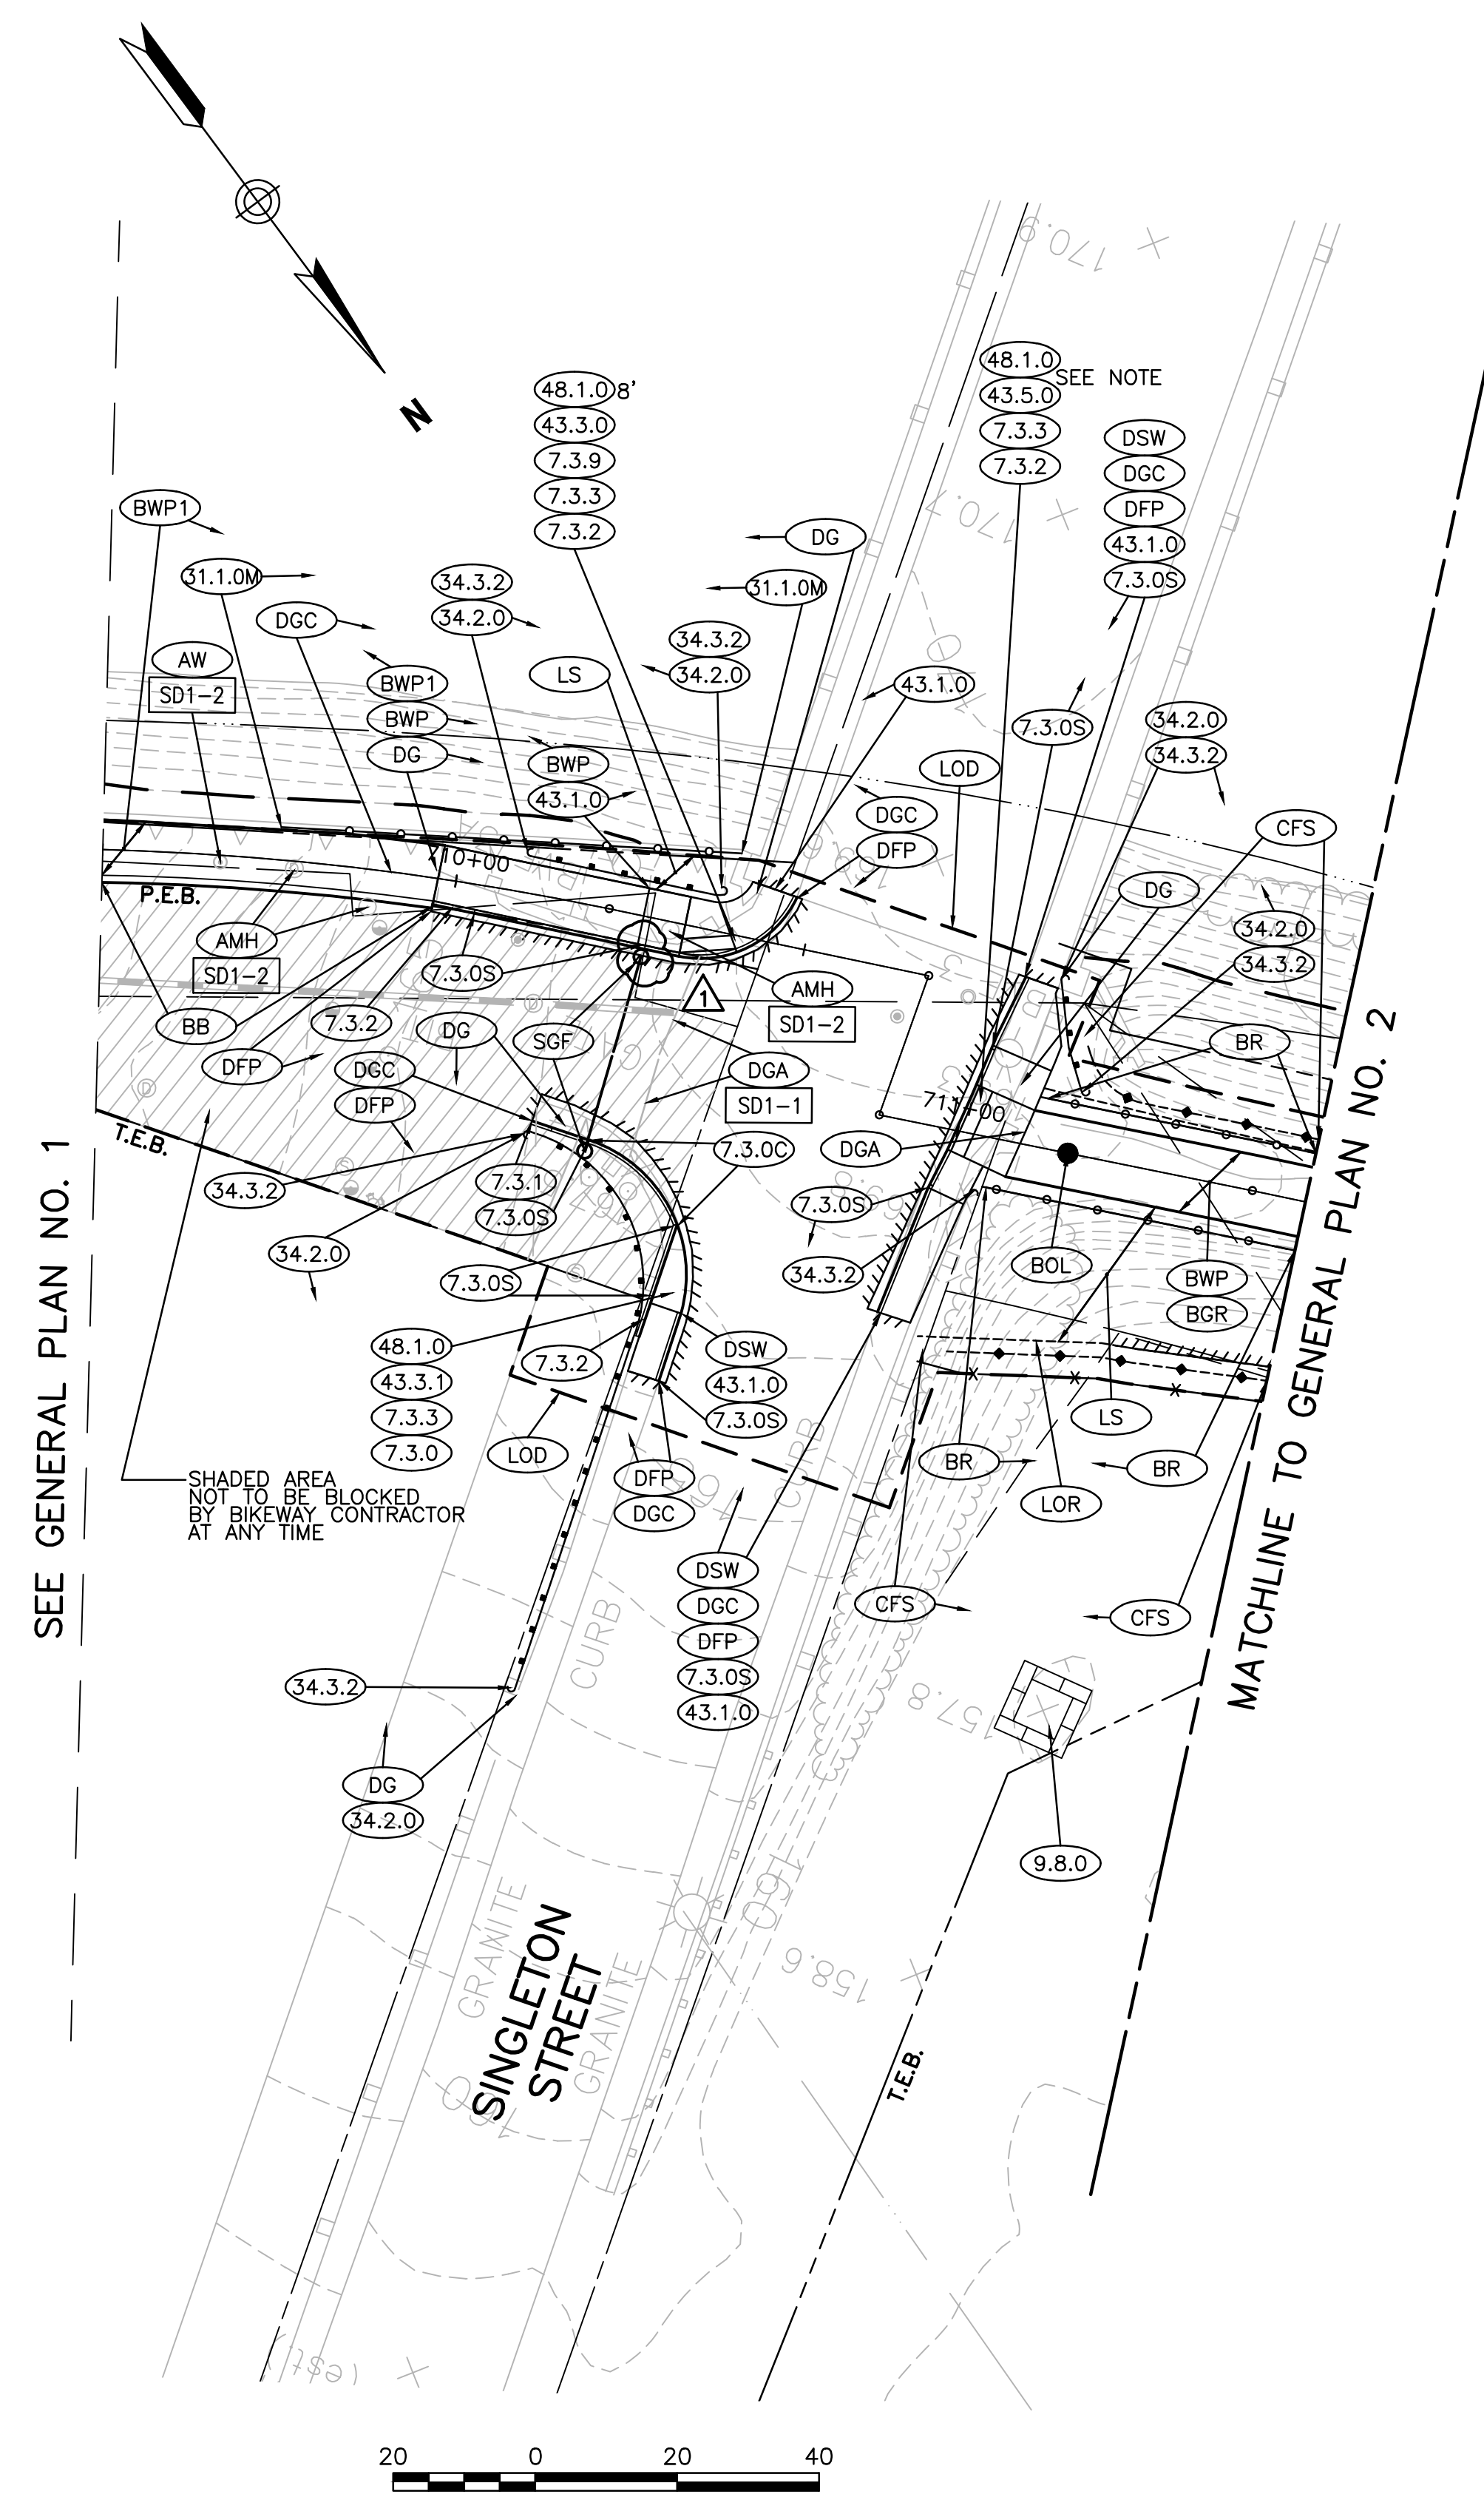 N
170.6
48.1.0
SEE NOTE
43.5.0
7.3.3
7.3.2
48.1.0 8'
43.3.0
7.3.9
7.3.3
7.3.2
DSW
DGC
DFP
43.1.0
7.3.0S
170.7
BWP1
DG
31.1.0M
31.1.0M
34.3.2
34.2.0
DGC
34.3.2
34.2.0
AW
SD1-2
BWP1
BWP
DG
LS
43.1.0
7.3.0S
34.2.0
34.3.2
BWP
43.1.0
LOD
DGC
DFP
CFS
10+00
P.E.B.
DG
AMH
SD1-2
7.3.0S
34.2.0
34.3.2
BB
7.3.2
DG
SGF
1
AMH
SD1-2
BR
DFP
DGC
DFP
DGA
SD1-1
711+00
T.E.B.
7.3.0C
DGA
34.3.2
7.3.1
7.3.0S
7.3.0S
34.2.0
7.3.0S
34.3.2
BOL
BWP
BGR
48.1.0
43.3.1
7.3.3
7.3.0
7.3.2
DSW
43.1.0
7.3.0S
LS
LOD
DFP
DGC
BR
BR
LOR
SHADED AREA
NOT TO BE BLOCKED
BY BIKEWAY CONTRACTOR
AT ANY TIME
SEE GENERAL PLAN NO. 1
MATCHLINE TO GENERAL PLAN NO. 2
CURB
DSW
DGC
DFP
7.3.0S
43.1.0
CFS
CFS
CURB
34.3.2
157.8
DG
34.2.0
9.8.0
160
158.6
GRANITE
GRANITE
SINGLETON
STREET
T.E.B.
160
(est)
20 0 20 40